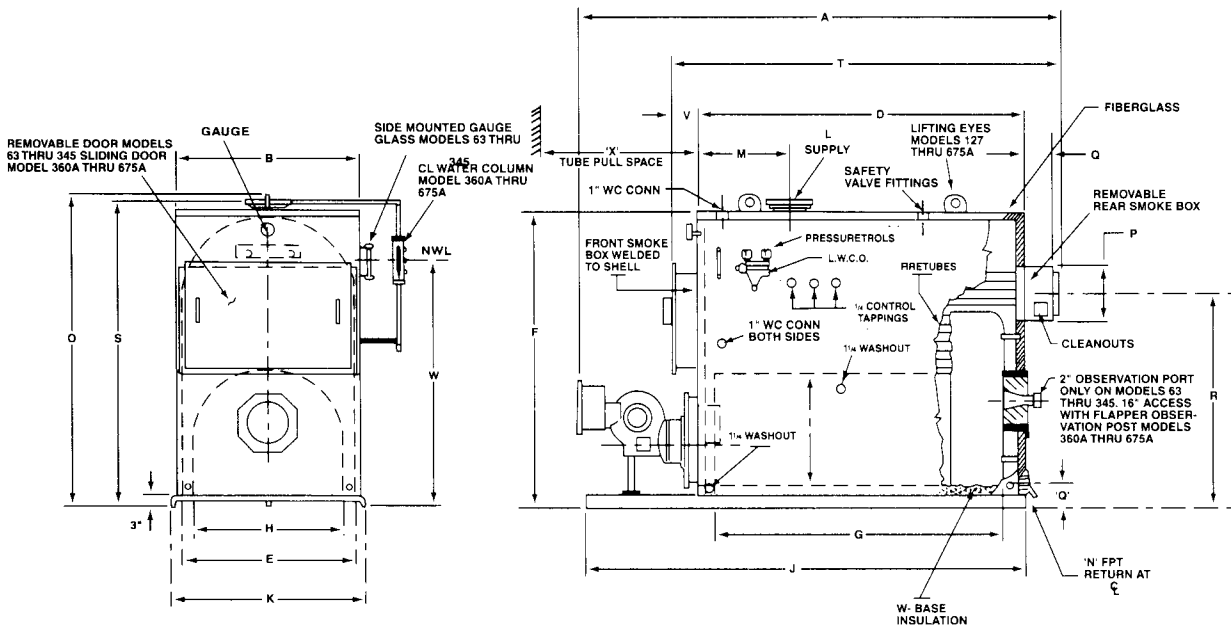 A
T
V
D
FIBERGLASS
GAUGE
SIDE MOUNTED GAUGE
GLASS MODELS 63 THRU
345
CL WATER COLUMN
MODEL 360A THRU
675A
REMOVABLE DOOR MODELS
63 THRU 345 SLIDING DOOR
MODEL 360A THRU 675A
B
'X'
TUBE PULL SPACE
M
L
SUPPLY
LIFTING EYES
MODELS 127
THRU 675A
Q
1" WC CONN
SAFETY
VALVE FITTINGS
REMOVABLE
REAR SMOKE BOX
P
NWL
FRONT SMOKE
BOX WELDED
TO SHELL
PRESSURETROLS
L.W.C.O.
RRETUBES
O
S
W
F
1/4 CONTROL
TAPPINGS
1" WC CONN
BOTH SIDES
1 1/4 WASHOUT
CLEANOUTS
2" OBSERVATION PORT
ONLY ON MODELS 63
THRU 345. 16" ACCESS
WITH FLAPPER OBSER-
VATION POST MODELS
360A THRU 675A
R
1 1/4 WASHOUT
3"
H
E
K
G
J
'Q'
'N' FPT
RETURN AT
℄
W- BASE
INSULATION